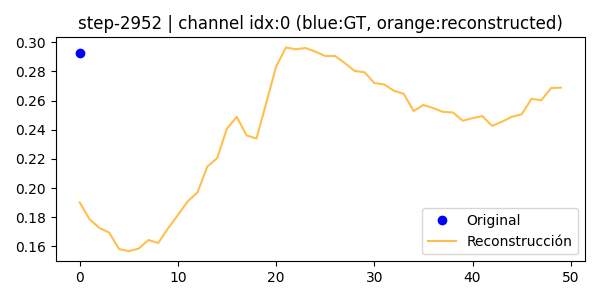 step-2952 | channel idx:0 (blue:GT, orange:reconstructed)
0.30
0.28
0.26
0.24
0.22
0.20
0.18
0.16
Original
Reconstrucción
0 10 20 30 40 50